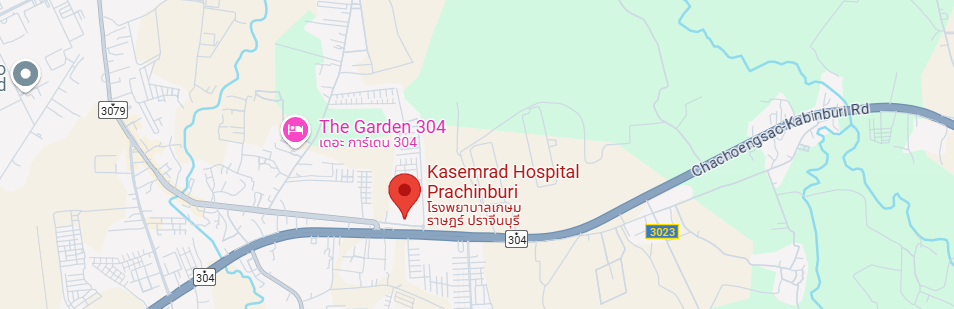 3079
The Garden 304
เดอะ การ์เดน 304
Kasemrad Hospital
Prachinburi
โรงพยาบาลเกษม
ราษฎร์ ปราจีนบุรี
Chachoengsao-Kabinburi Rd
3023
304
304